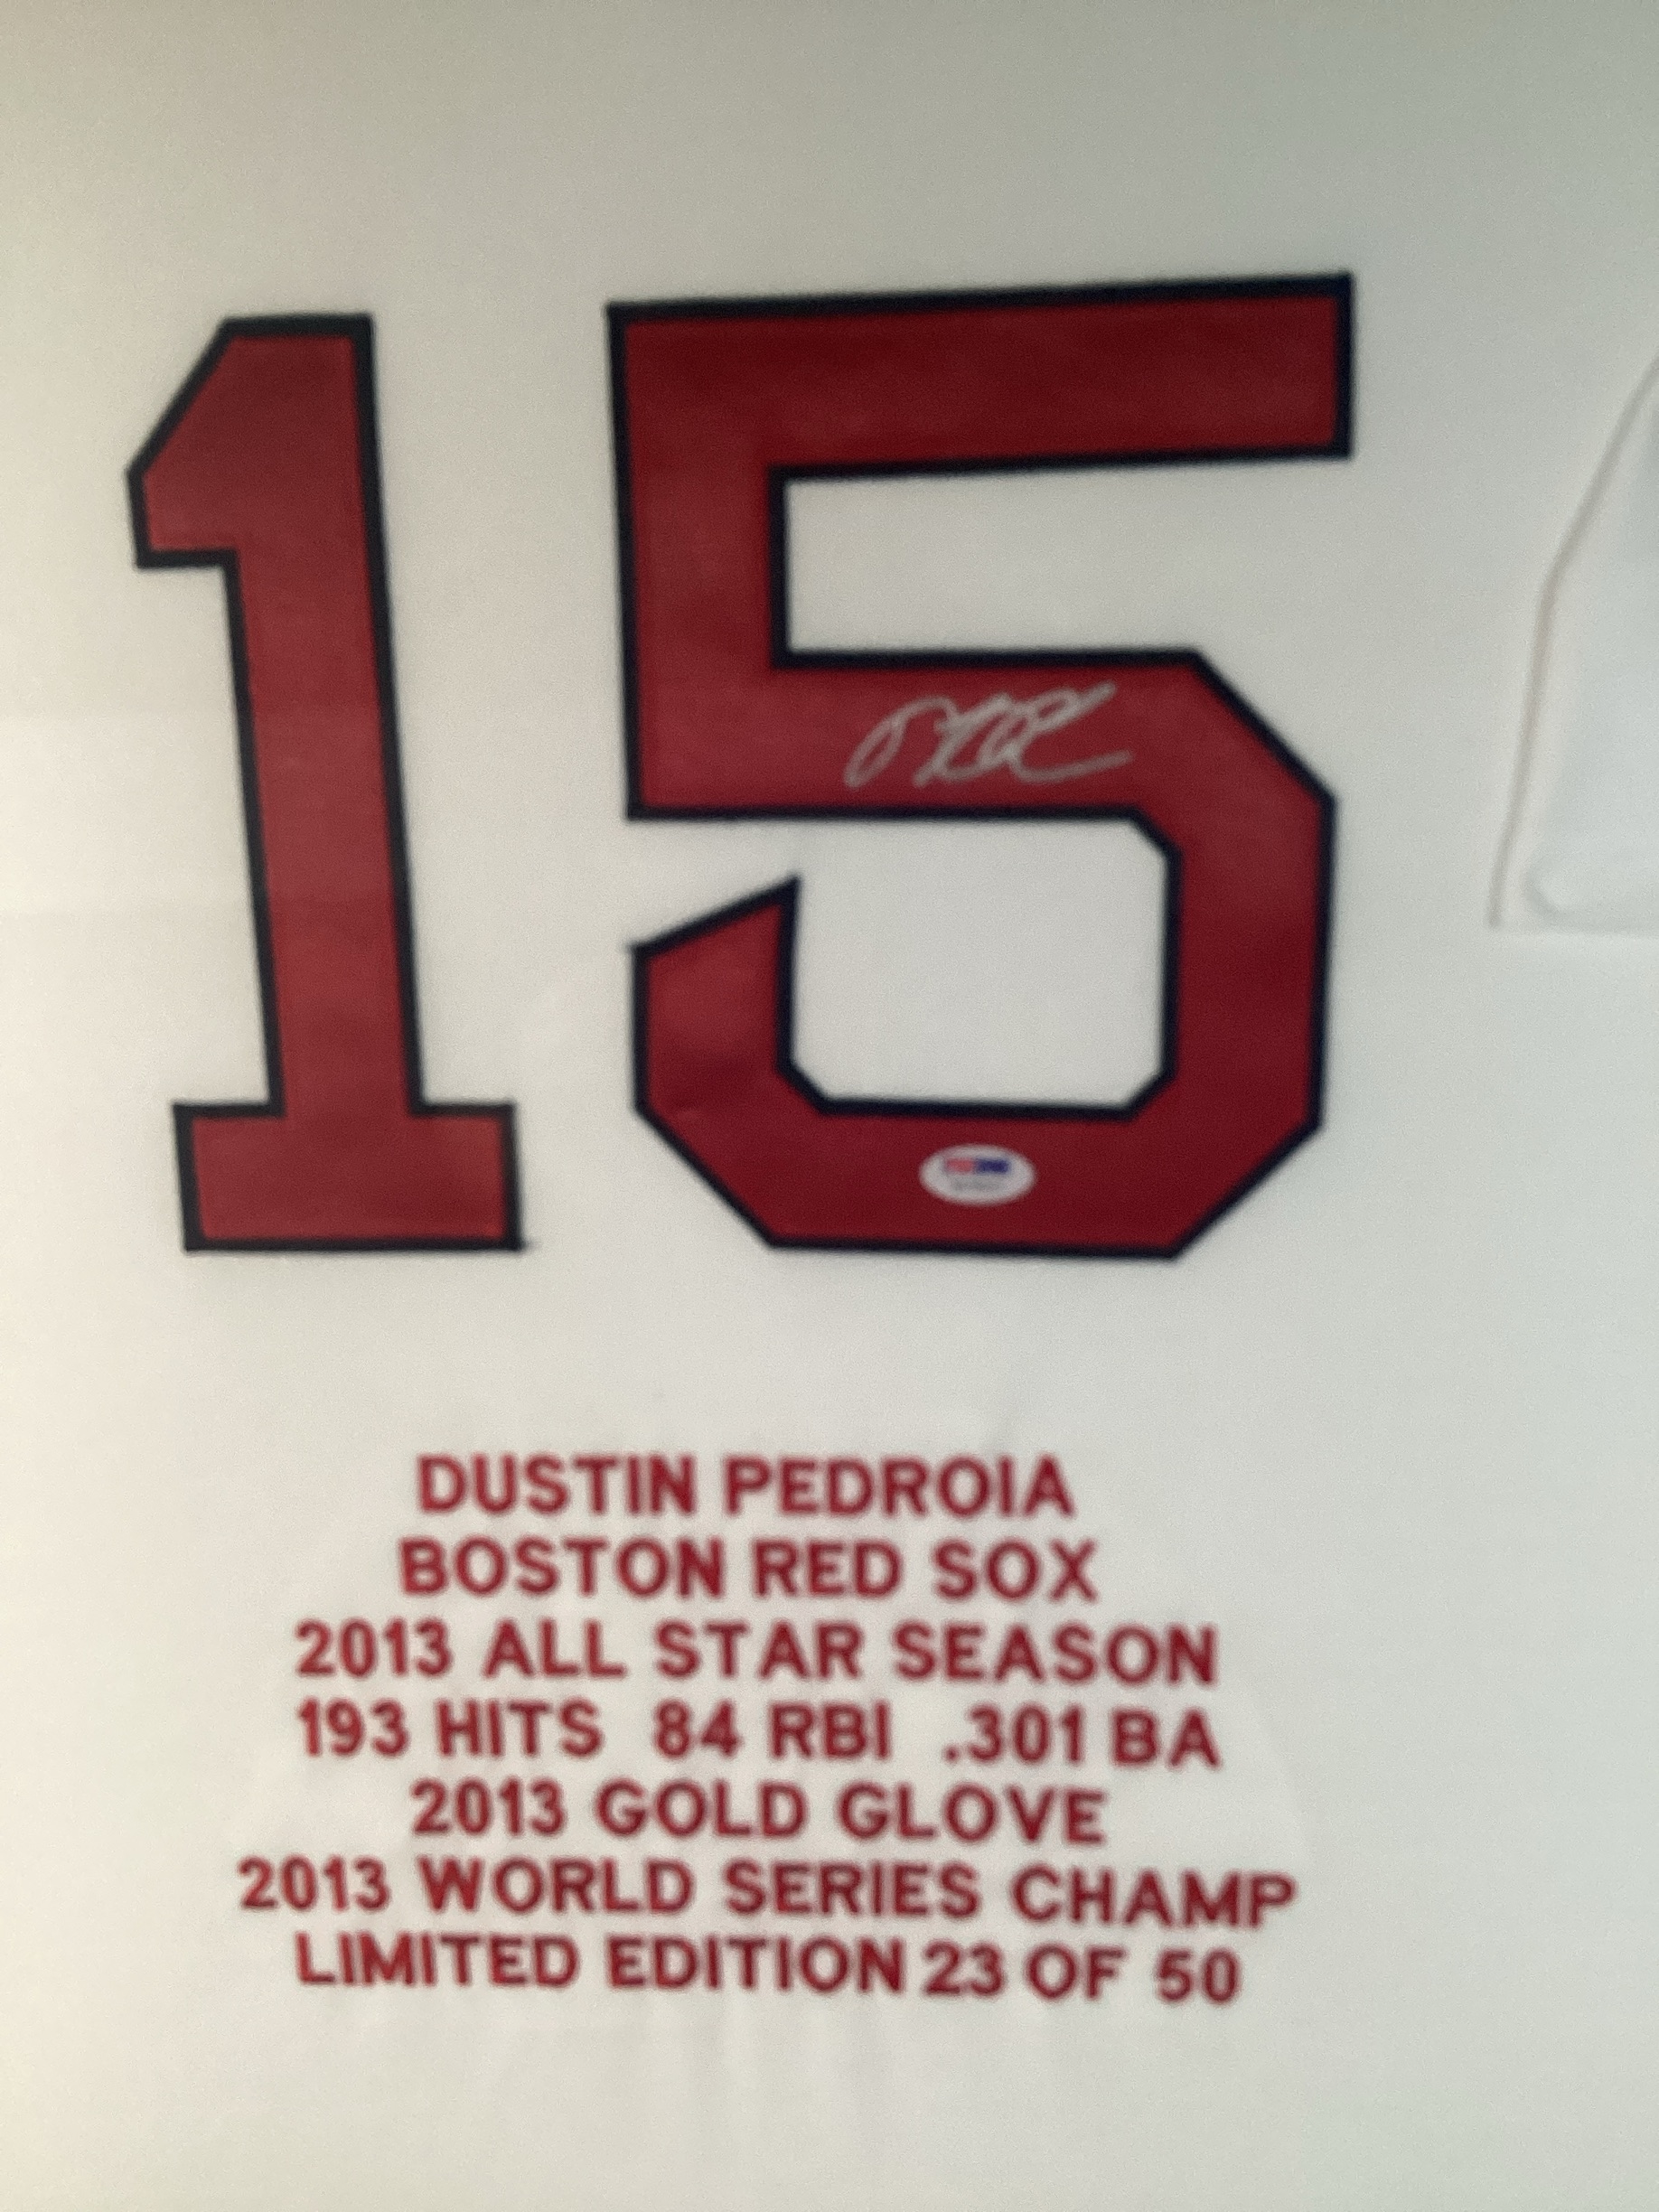 15
DUSTIN PEDROIA
BOSTON RED SOX
2013 ALL STAR SEASON
193 HITS 84 RBI .301 BA
2013 GOLD GLOVE
2013 WORLD SERIES CHAMP
LIMITED EDITION 23 OF 50